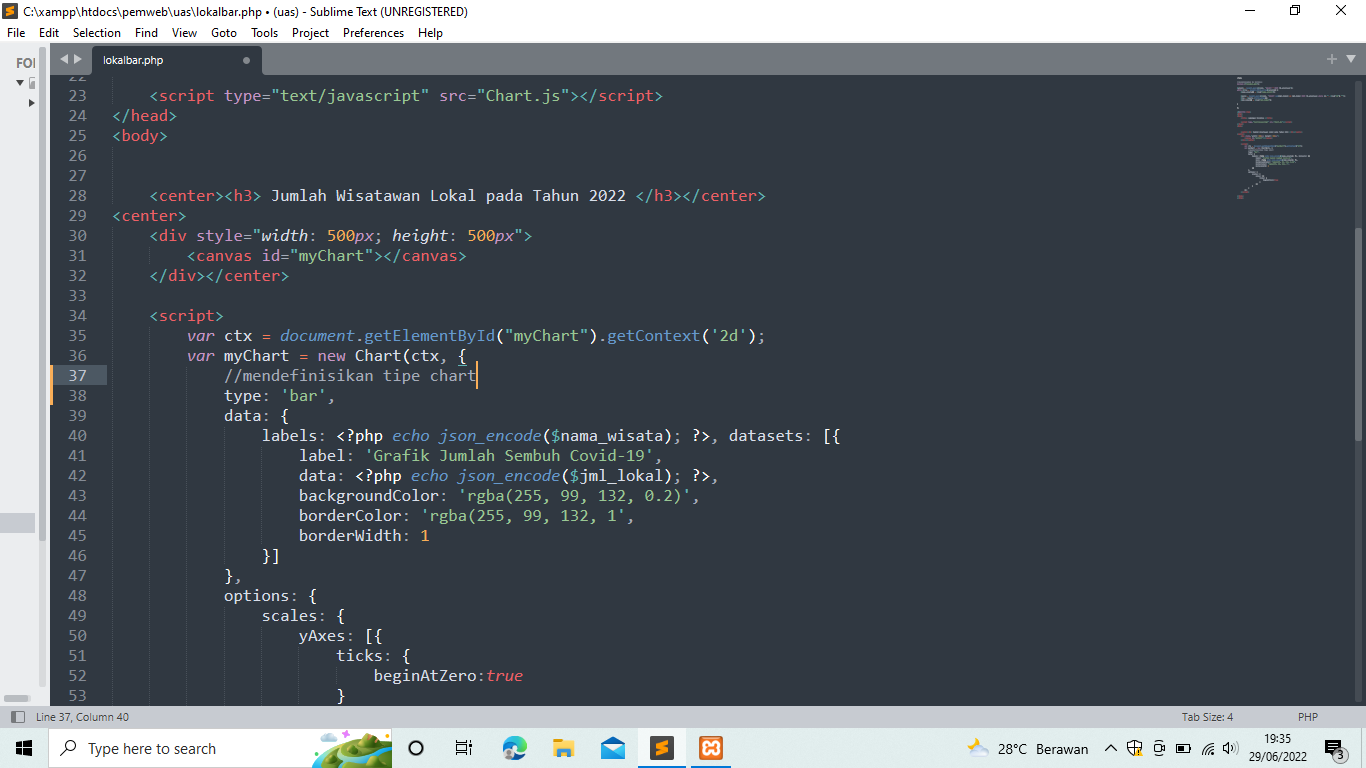 C:\xampp\htdocs\pemweb\uas\lokalbar.php • (uas) - Sublime Text (UNREGISTERED)
File Edit Selection Find View Goto Tools Project Preferences Help
lokalbar.php
22
23 <script type="text/javascript" src="Chart.js"></script>
24 </head>
25 <body>
26
27
28 <center><h3> Jumlah Wisatawan Lokal pada Tahun 2022 </h3></center>
29 <center>
30 <div style="width: 500px; height: 500px">
31 <canvas id="myChart"></canvas>
32 </div></center>
33
34 <script>
35 var ctx = document.getElementById("myChart").getContext('2d');
36 var myChart = new Chart(ctx, {
37 //mendefinisikan tipe chart
38 type: 'bar',
39 data: {
40 labels: <?php echo json_encode($nama_wisata); ?>, datasets: [{
41 label: 'Grafik Jumlah Sembuh Covid-19',
42 data: <?php echo json_encode($jml_lokal); ?>,
43 backgroundColor: 'rgba(255, 99, 132, 0.2)',
44 borderColor: 'rgba(255, 99, 132, 1',
45 borderWidth: 1
46 }]
47 },
48 options: {
49 scales: {
50 yAxes: [{
51 ticks: {
52 beginAtZero:true
53 }
Line 37, Column 40 Tab Size: 4 PHP
Type here to search
28°C Berawan
19:35
29/06/2022
3